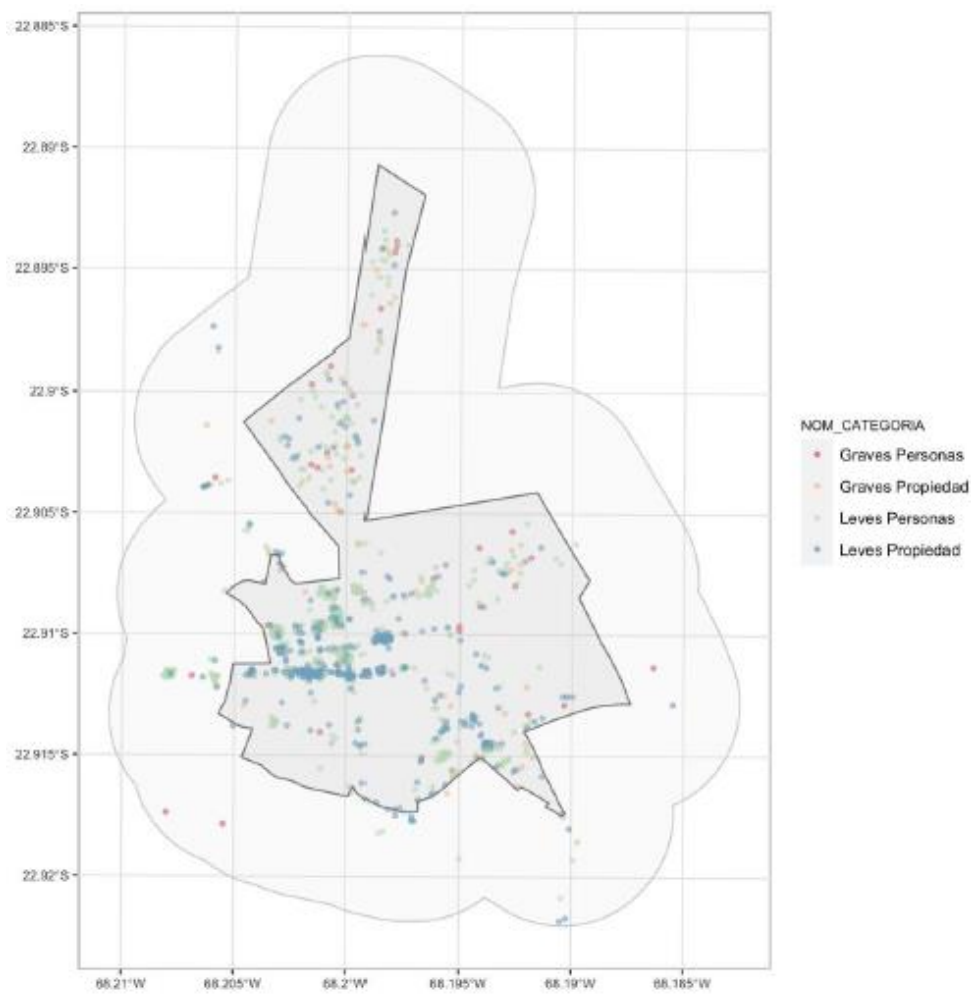 22.885°S
22.89°S
22.895°S
22.9°S
22.905°S
22.91°S
22.915°S
22.92°S
68.21°W
68.205°W
68.2°W
68.195°W
68.19°W
68.185°W
NOM_CATEGORIA
Graves Personas
Graves Propiedad
Leves Personas
Leves Propiedad